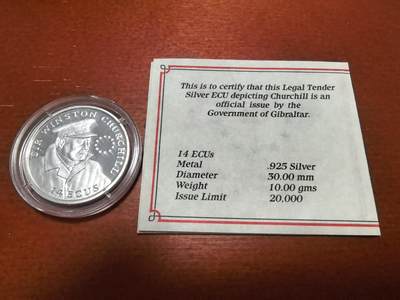 SIR WINSTON CHURCHILL
14 ECUS
This is to certify that this Legal Tender
Silver ECU depicting Churchill is an
official issue by the
Government of Gibraltar.
14 ECUs
Metal .925 Silver
Diameter 30.00 mm
Weight 10.00 gms
Issue Limit 20,000